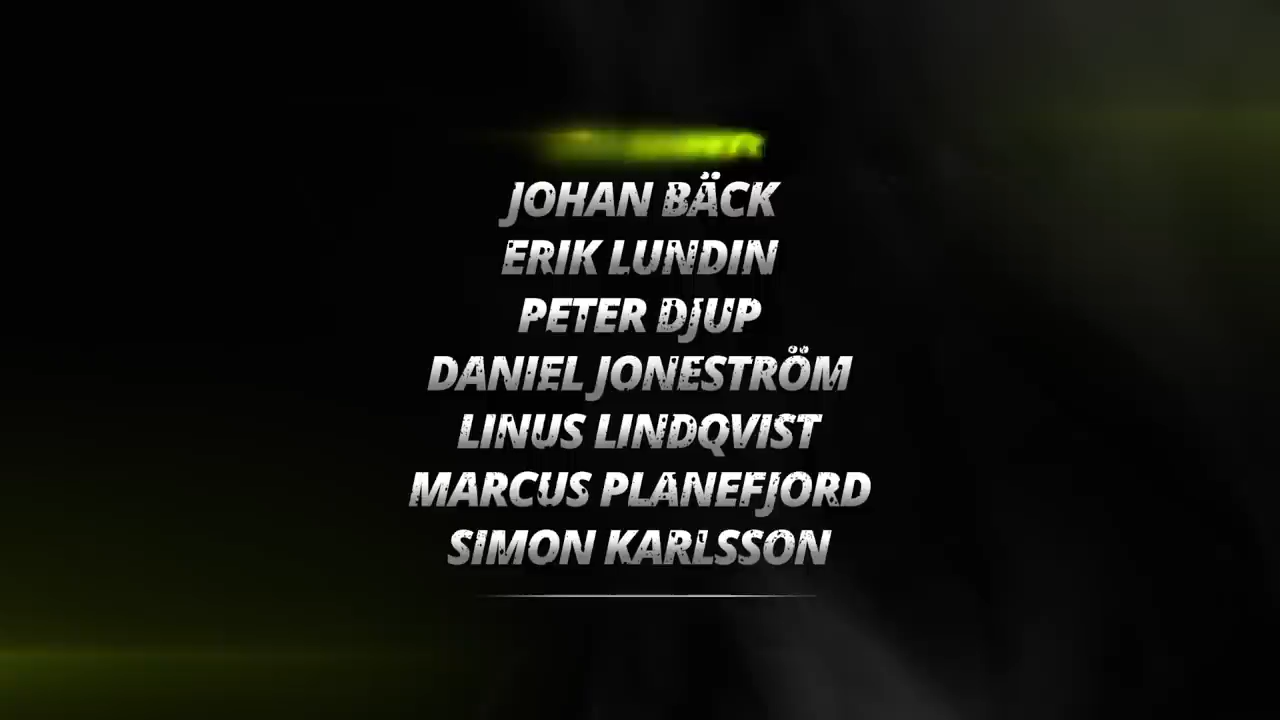 JOHAN BÄCK
ERIK LUNDIN
PETER DJUP
DANIEL JONESTRÖM
LINUS LINDQVIST
MARCUS PLANEFJORD
SIMON KARLSSON